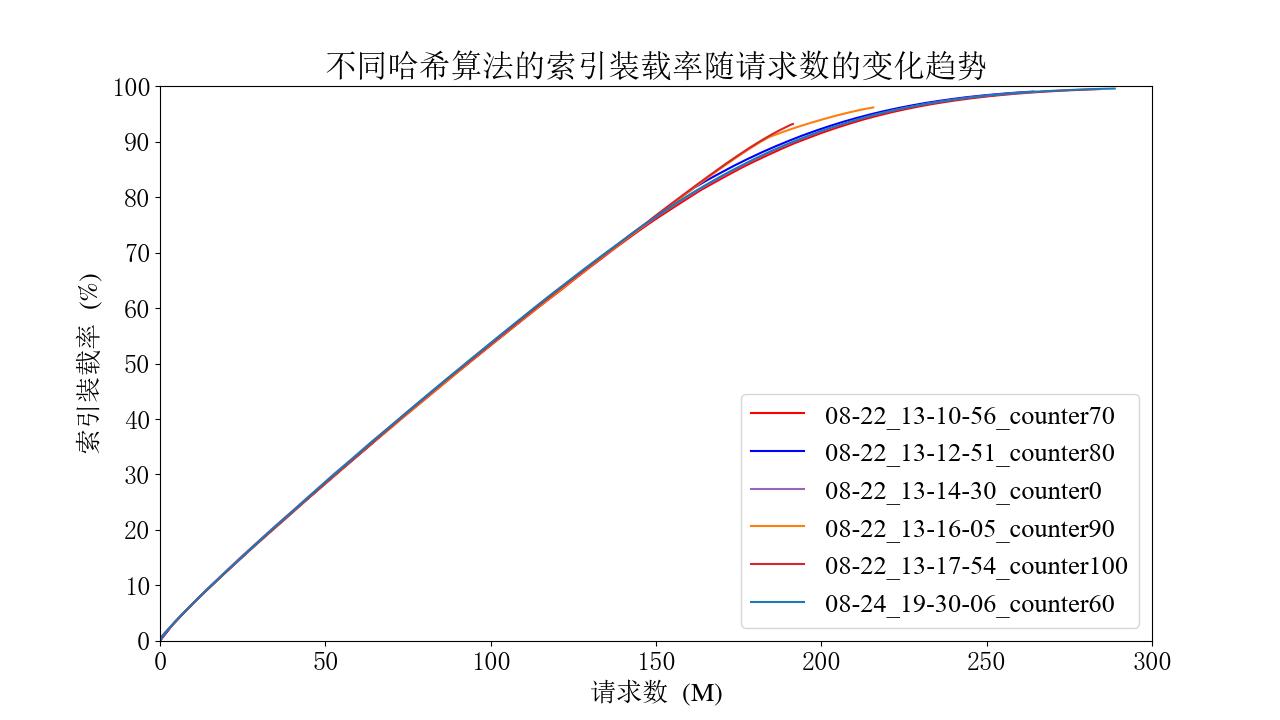 不同哈希算法的索引装载率随请求数的变化趋势
100
90
80
70
60
50
40
30
20
10
0
索引装载率 (%)
08-22_13-10-56_counter70
08-22_13-12-51_counter80
08-22_13-14-30_counter0
08-22_13-16-05_counter90
08-22_13-17-54_counter100
08-24_19-30-06_counter60
0 50 100 150 200 250 300
请求数 (M)